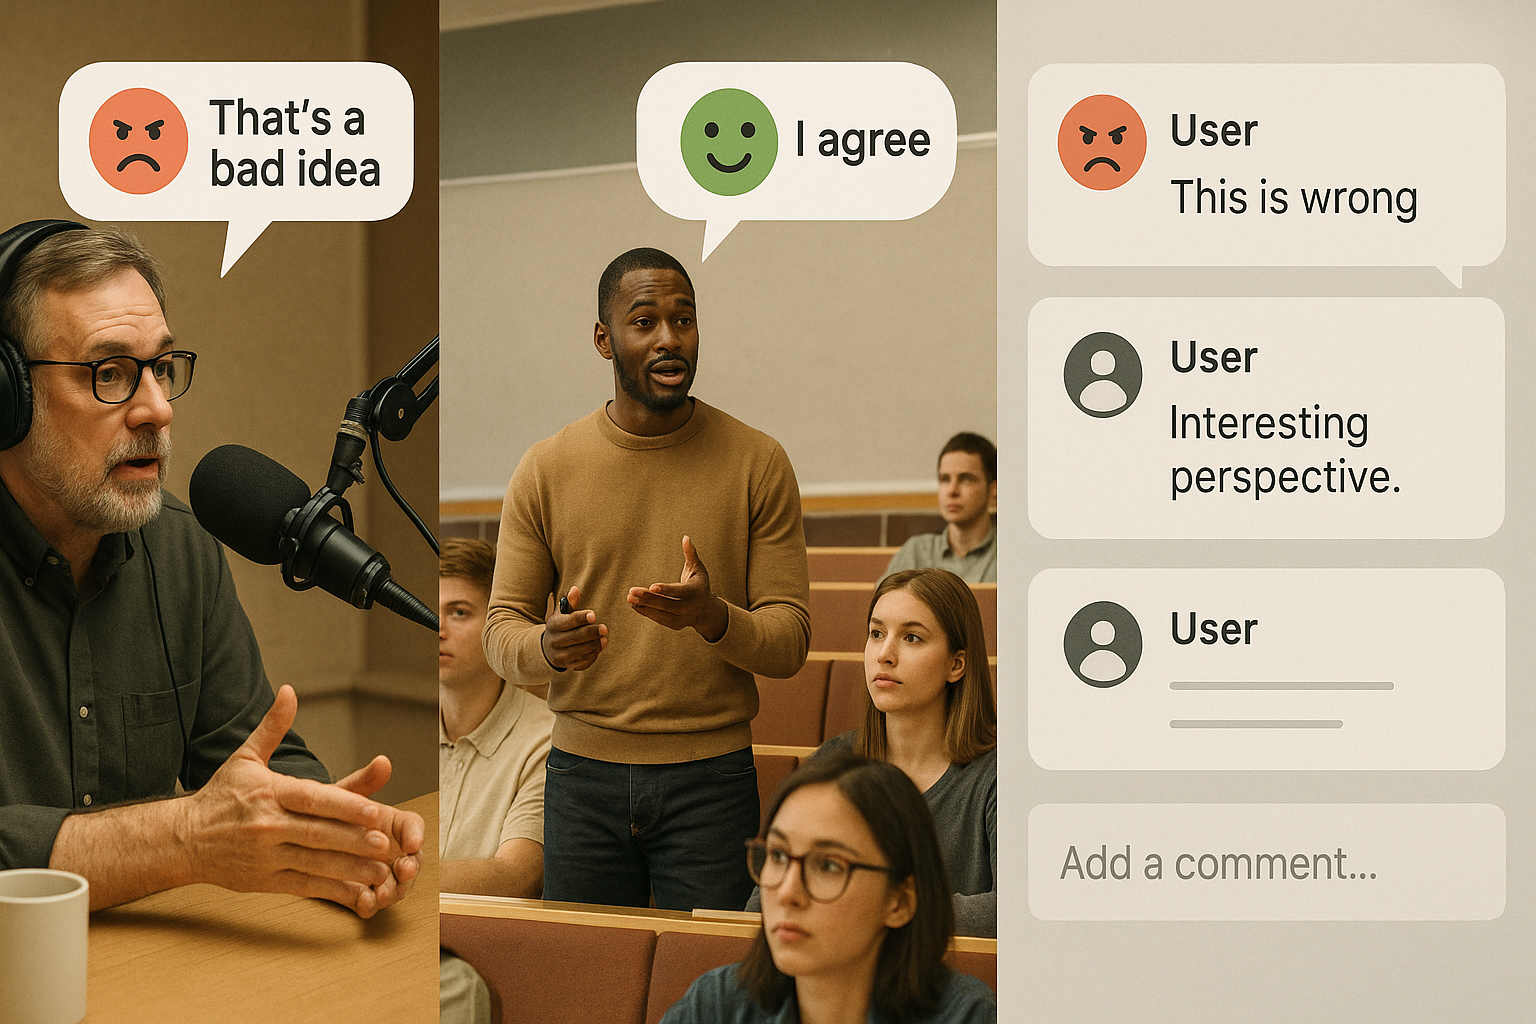 That's a
bad idea
I agree
User
This is wrong
User
Interesting
perspective.
User
Add a comment...